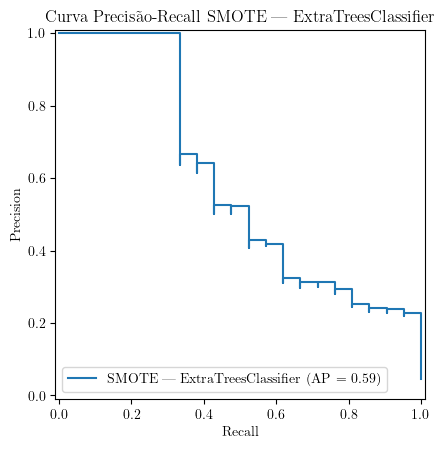 Curva Precisão-Recall SMOTE — ExtraTreesClassifier
1.0
0.8
0.6
0.4
0.2
0.0
Precision
SMOTE — ExtraTreesClassifier (AP = 0.59)
0.0 0.2 0.4 0.6 0.8 1.0
Recall